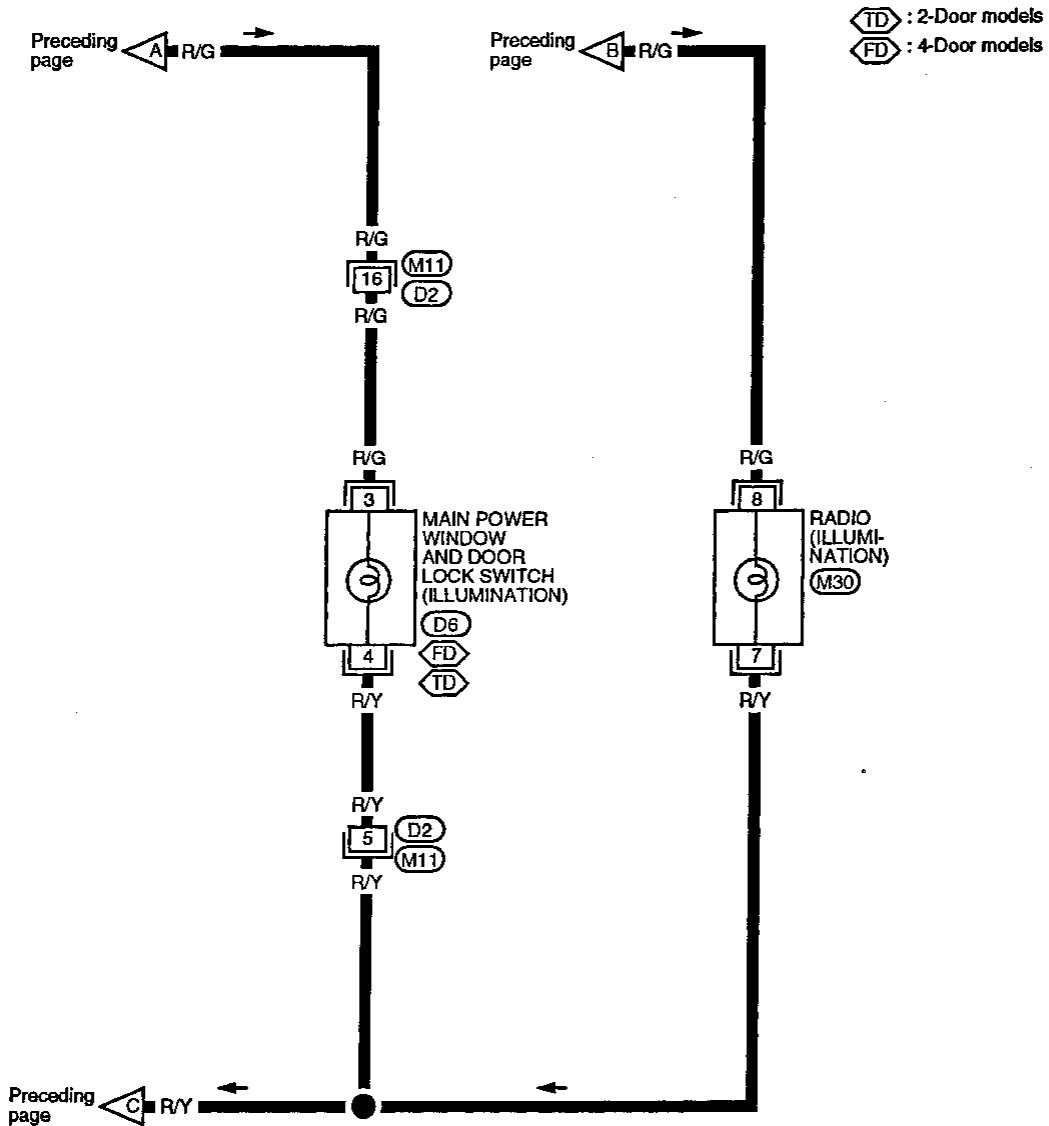 TD : 2-Door models
FD : 4-Door models
Preceding
page
A R/G
Preceding
page
B R/G
R/G
16
M11
D2
R/G
R/G
3
MAIN POWER
WINDOW
AND DOOR
LOCK SWITCH
(ILLUMINATION)
D6
FD
TD
4
R/Y
R/Y
5
D2
M11
R/Y
R/G
8
RADIO
(ILLUMI-
NATION)
M30
7
R/Y
Preceding
page
C R/Y